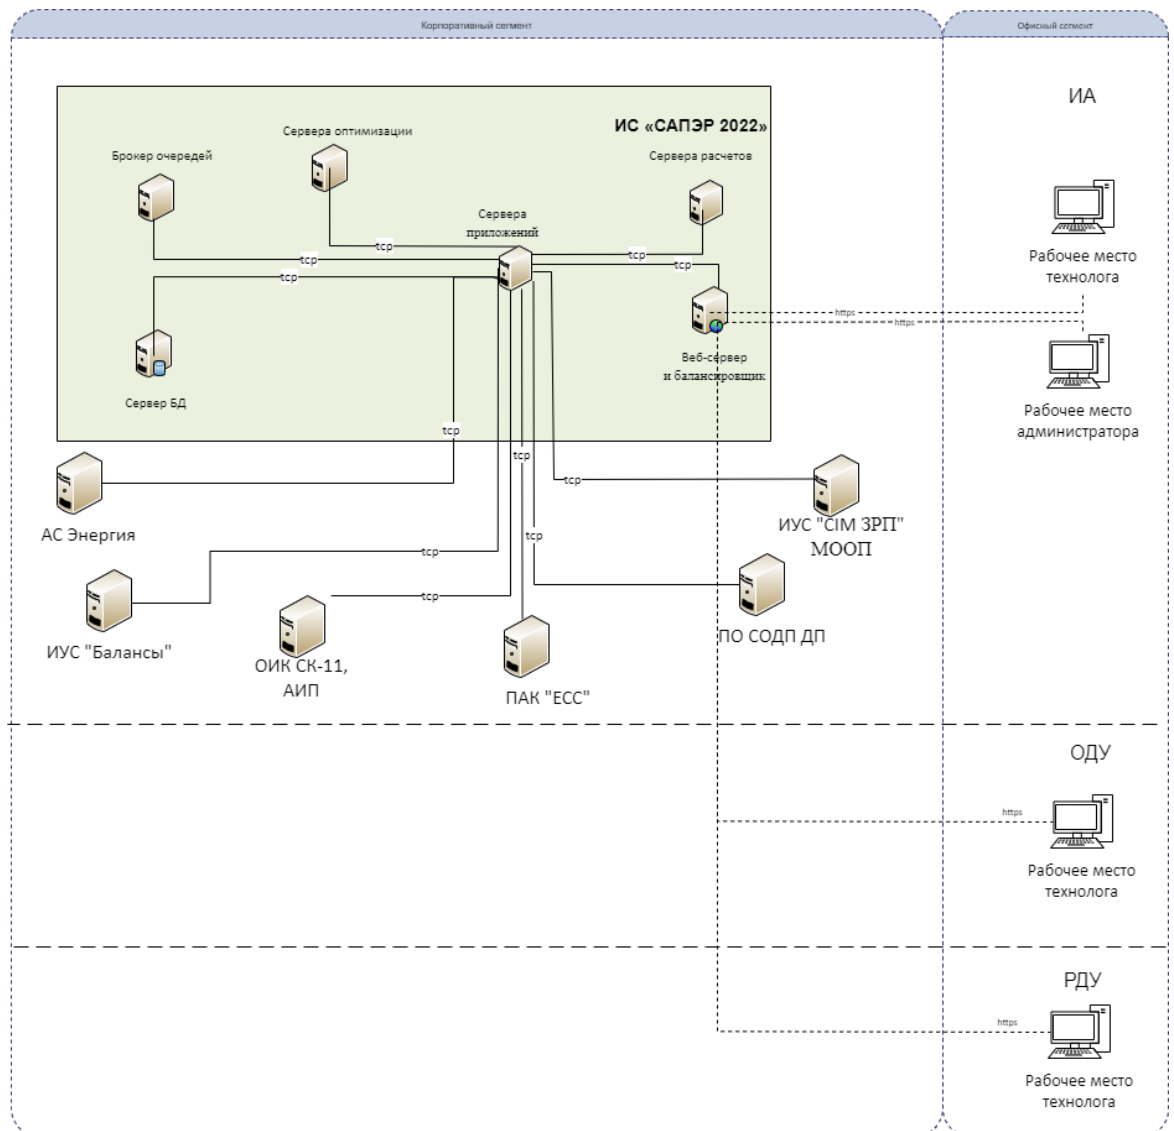 Корпоративный сегмент
Офисный сегмент
ИА
ИС «САПЭР 2022»
Сервера оптимизации
Брокер очередей
Сервера расчетов
Сервера
приложений
tcp
tcp
tcp
tcp
tcp
Рабочее место
технолога
https
https
Веб-сервер
и балансировщик
Сервер БД
Рабочее место
администратора
tcp
tcp
tcp
АС Энергия
ИУС "CIM ЗРП"
МООП
tcp
tcp
tcp
ИУС "Балансы"
ОИК СК-11,
АИП
ПАК "ЕСС"
ПО СОДП ДП
ОДУ
https
Рабочее место
технолога
РДУ
https
Рабочее место
технолога